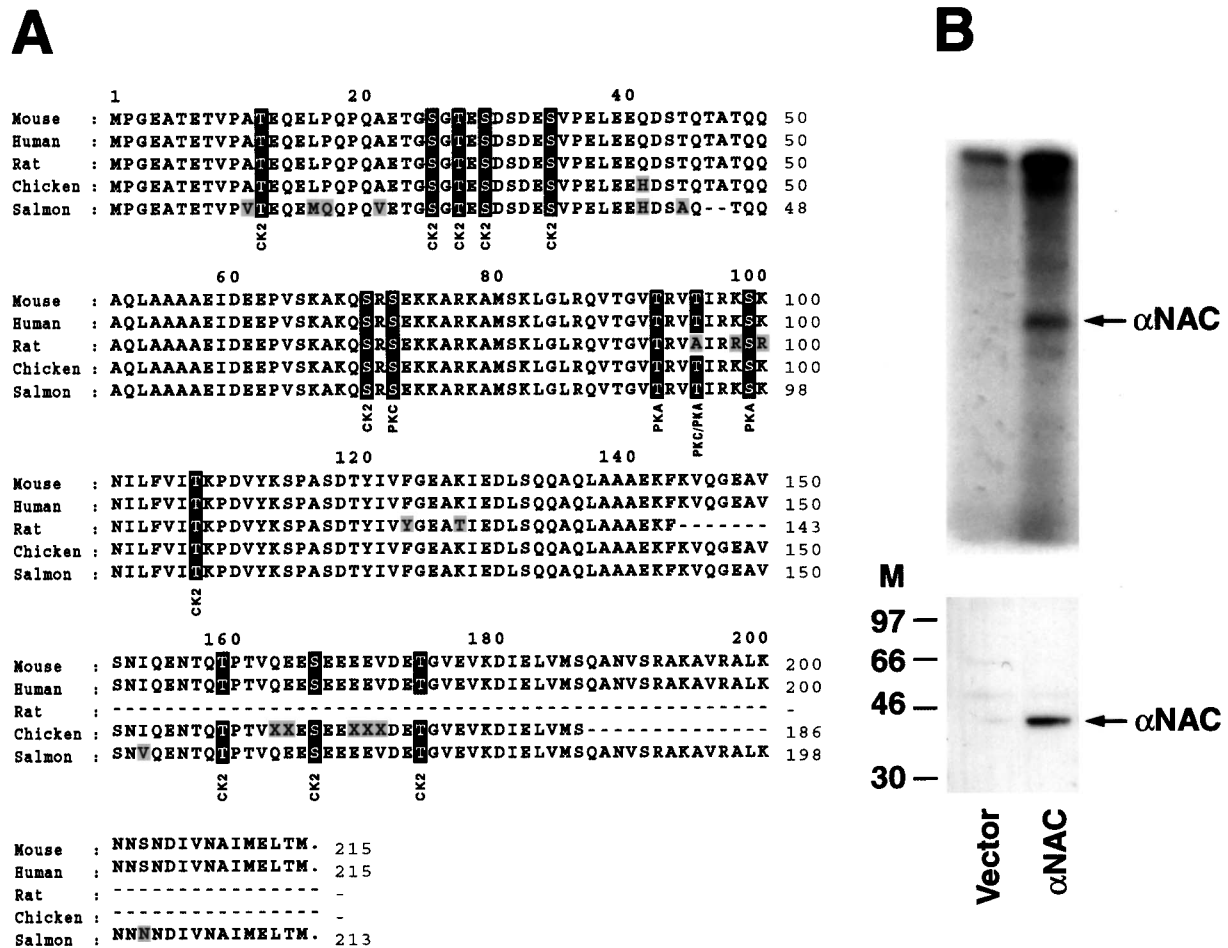 A
1 20 40
Mouse : MPGEATETVPATEQELPQPQAETGSGTESDSDESVPELEEQDSTQTATQQ 50
Human : MPGEATETVPATEQELPQPQAETGSGTESDSDESVPELEEQDSTQTATQQ 50
Rat : MPGEATETVPATEQELPQPQAETGSGTESDSDESVPELEEQDSTQTATQQ 50
Chicken : MPGEATETVPATEQELPQPQAETGSGTESDSDESVPELEEHDSTQTATQQ 50
Salmon : MPGEATETVPVTEQEMQQPQVETGSGTESDSDESVPELEEHDSAQ--TQQ 48
CK2 CK2 CK2 CK2 CK2
60 80 100
Mouse : AQLAAAAEIDEEPVSKAKQSRSEKKARKAMSKLGLRQVTGVTRVTIRKSK 100
Human : AQLAAAAEIDEEPVSKAKQSRSEKKARKAMSKLGLRQVTGVTRVTIRKSK 100
Rat : AQLAAAAEIDEEPVSKAKQSRSEKKARKAMSKLGLRQVTGVTRVAIRRSR 100
Chicken : AQLAAAAEIDEEPVSKAKQSRSEKKARKAMSKLGLRQVTGVTRVTIRKSK 100
Salmon : AQLAAAAEIDEEPVSKAKQSRSEKKARKAMSKLGLRQVTGVTRVTIRKSK 98
CK2 PKC PKA PKC/PKA PKA
120 140
Mouse : NILFVITKPDVYKSPASDTYIVFGEAKIEDLSQQAQLAAAEKFKVQGEAV 150
Human : NILFVITKPDVYKSPASDTYIVFGEAKIEDLSQQAQLAAAEKFKVQGEAV 150
Rat : NILFVITKPDVYKSPASDTYIVYGEATIEDLSQQAQLAAAEKF------- 143
Chicken : NILFVITKPDVYKSPASDTYIVFGEAKIEDLSQQAQLAAAEKFKVQGEAV 150
Salmon : NILFVITKPDVYKSPASDTYIVFGEAKIEDLSQQAQLAAAEKFKVQGEAV 150
CK2
160 180 200
Mouse : SNIQENTQTPTVQEESEEEEVDETGVEVKDIELVMSQANVSRAKAVRALK 200
Human : SNIQENTQTPTVQEESEEEEVDETGVEVKDIELVMSQANVSRAKAVRALK 200
Rat : -------------------------------------------------- -
Chicken : SNIQENTQTPTVXXESEEXXXDETGVEVKDIELVMS-------------- 186
Salmon : SNVQENTQTPTVQEESEEEEVDETGVEVKDIELVMSQANVSRAKAVRALK 198
CK2 CK2 CK2
Mouse : NNSNDIVNAIMELTM. 215
Human : NNSNDIVNAIMELTM. 215
Rat : ---------------- -
Chicken : ---------------- -
Salmon : NNNNDIVNAIMELTM. 213
B
αNAC
M
97
66
46
αNAC
30
Vector
αNAC